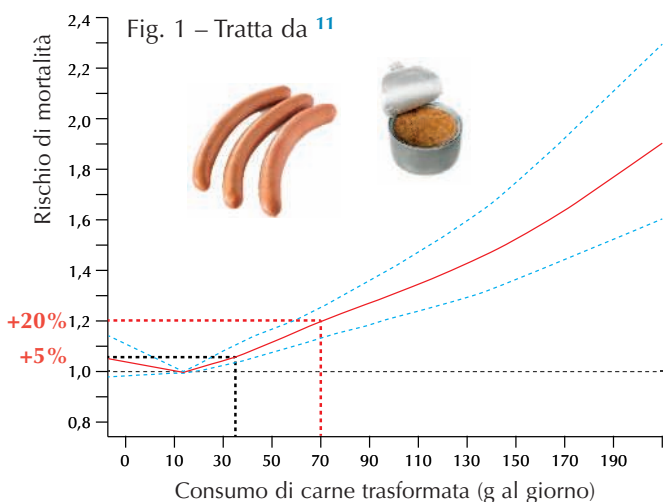 Fig. 1 – Tratta da 11
Rischio di mortalità
2,4
2,2
2,0
1,8
1,6
1,4
+20% 1,2
+5%
1,0
0,8
0 10 30 50 70 90 110 130 150 170 190
Consumo di carne trasformata (g al giorno)